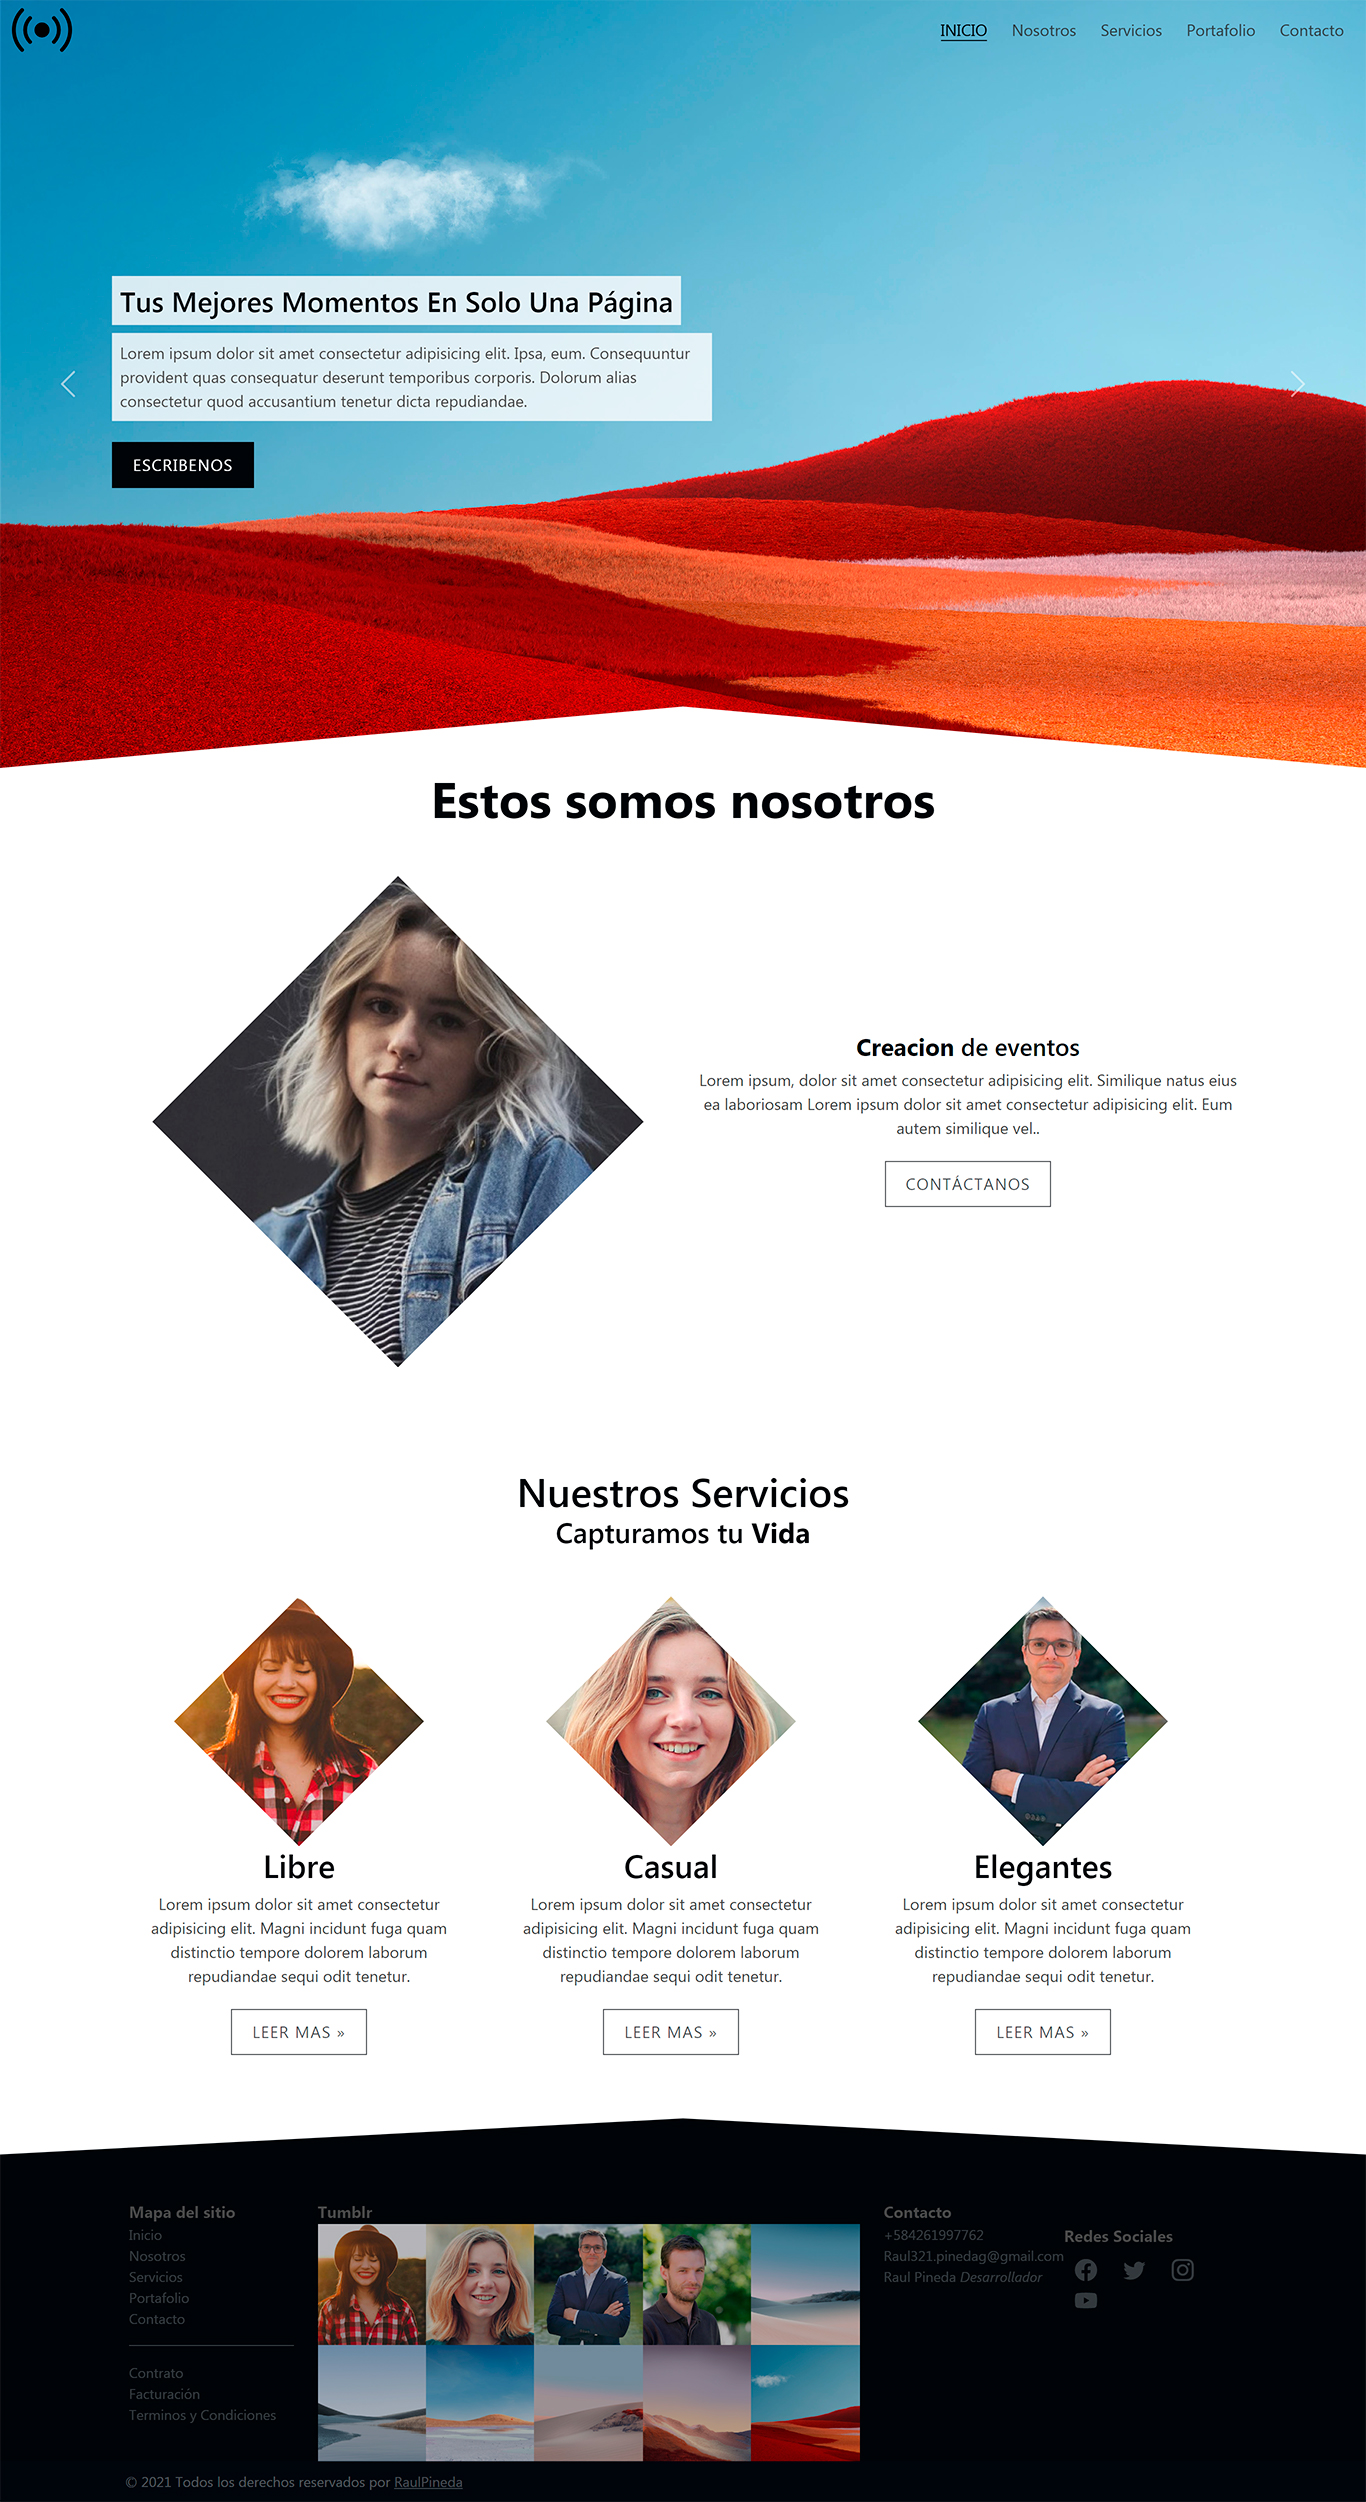 INICIO Nosotros Servicios Portafolio Contacto
Tus Mejores Momentos En Solo Una Página
Lorem ipsum dolor sit amet consectetur adipisicing elit. Ipsa, eum. Consequuntur
provident quas consequatur deserunt temporibus corporis. Dolorum alias
consectetur quod accusantium tenetur dicta repudiandae.
ESCRIBENOS
Estos somos nosotros
Creacion de eventos
Lorem ipsum, dolor sit amet consectetur adipisicing elit. Similique natus eius
ea laboriosam Lorem ipsum dolor sit amet consectetur adipisicing elit. Eum
autem similique vel..
CONTÁCTANOS
Nuestros Servicios
Capturamos tu Vida
Libre
Lorem ipsum dolor sit amet consectetur
adipisicing elit. Magni incidunt fuga quam
distinctio tempore dolorem laborum
repudiandae sequi odit tenetur.
LEER MAS »
Casual
Lorem ipsum dolor sit amet consectetur
adipisicing elit. Magni incidunt fuga quam
distinctio tempore dolorem laborum
repudiandae sequi odit tenetur.
LEER MAS »
Elegantes
Lorem ipsum dolor sit amet consectetur
adipisicing elit. Magni incidunt fuga quam
distinctio tempore dolorem laborum
repudiandae sequi odit tenetur.
LEER MAS »
Mapa del sitio
Inicio
Nosotros
Servicios
Portafolio
Contacto
Contrato
Facturación
Terminos y Condiciones
Tumblr
Contacto
+584261997762
Raul321.pinedag@gmail.com
Raul Pineda Desarrollador
Redes Sociales
© 2021 Todos los derechos reservados por RaulPineda